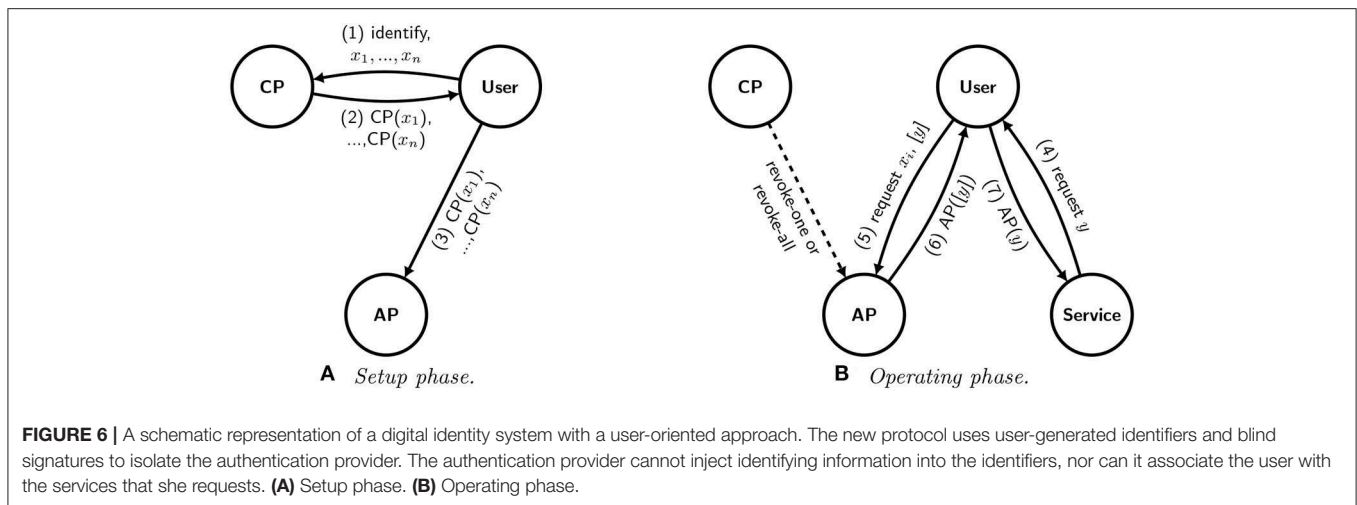 (1) identify,
x₁,...,xₙ
CP
User
(2) CP(x₁),
...,CP(xₙ)
(3) CP(x₁),
...,CP(xₙ)
AP
A Setup phase.
CP
User
revoke-one or
revoke-all
(5) request xᵢ, [y]
(6) AP([y])
(7) AP(y)
(4) request y
AP
Service
B Operating phase.
FIGURE 6 | A schematic representation of a digital identity system with a user-oriented approach. The new protocol uses user-generated identifiers and blind
signatures to isolate the authentication provider. The authentication provider cannot inject identifying information into the identifiers, nor can it associate the user with
the services that she requests. (A) Setup phase. (B) Operating phase.